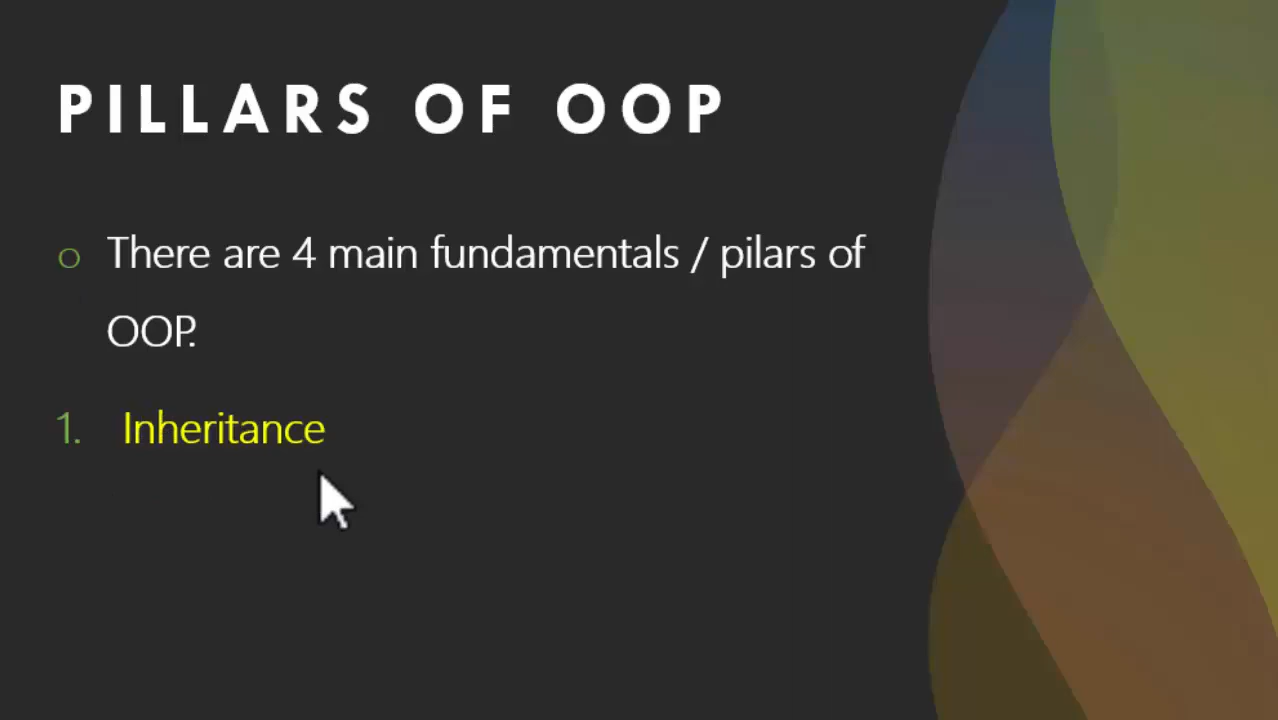 PILLARS OF OOP
o There are 4 main fundamentals / pilars of
OOP.
1. Inheritance